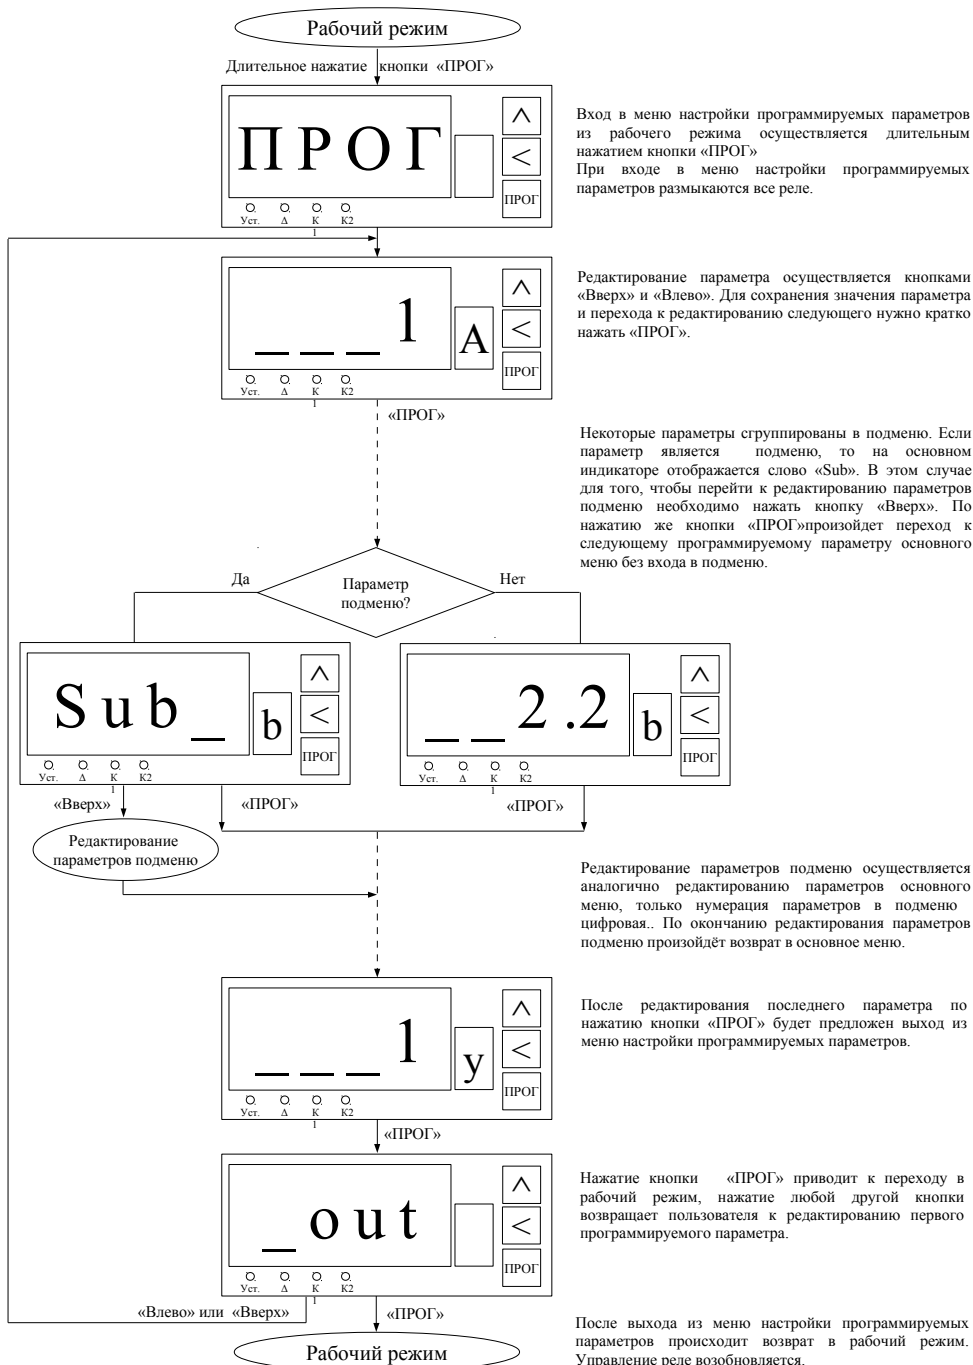 Рабочий режим
Длительное нажатие кнопки «ПРОГ»
П Р О Г
^
<
ПРОГ
Уст. Δ К 1 К2
Вход в меню настройки программируемых параметров
из рабочего режима осуществляется длительным
нажатием кнопки «ПРОГ»
При входе в меню настройки программируемых
параметров размыкаются все реле.
_ _ _ 1
A
^
<
ПРОГ
Уст. Δ К 1 К2
Редактирование параметра осуществляется кнопками
«Вверх» и «Влево». Для сохранения значения параметра
и перехода к редактированию следующего нужно кратко
нажать «ПРОГ».
«ПРОГ»
Некоторые параметры сгруппированы в подменю. Если
параметр является подменю, то на основном
индикаторе отображается слово «Sub». В этом случае
для того, чтобы перейти к редактированию параметров
подменю необходимо нажать кнопку «Вверх». По
нажатию же кнопки «ПРОГ»произойдет переход к
следующему программируемому параметру основного
меню без входа в подменю.
Да
Параметр
подменю?
Нет
S u b _
b
^
<
ПРОГ
Уст. Δ К 1 К2
_ _ 2 .2
b
^
<
ПРОГ
Уст. Δ К 1 К2
«Вверх»
«ПРОГ»
«ПРОГ»
Редактирование
параметров подменю
Редактирование параметров подменю осуществляется
аналогично редактированию параметров основного
меню, только нумерация параметров в подменю
цифровая.. По окончанию редактирования параметров
подменю произойдёт возврат в основное меню.
_ _ _ 1
y
^
<
ПРОГ
Уст. Δ К 1 К2
После редактирования последнего параметра по
нажатию кнопки «ПРОГ» будет предложен выход из
меню настройки программируемых параметров.
«ПРОГ»
_ o u t
^
<
ПРОГ
Уст. Δ К 1 К2
Нажатие кнопки «ПРОГ» приводит к переходу в
рабочий режим, нажатие любой другой кнопки
возвращает пользователя к редактированию первого
программируемого параметра.
«Влево» или «Вверх»
«ПРОГ»
Рабочий режим
После выхода из меню настройки программируемых
параметров происходит возврат в рабочий режим.
Управление реле возобновляется.